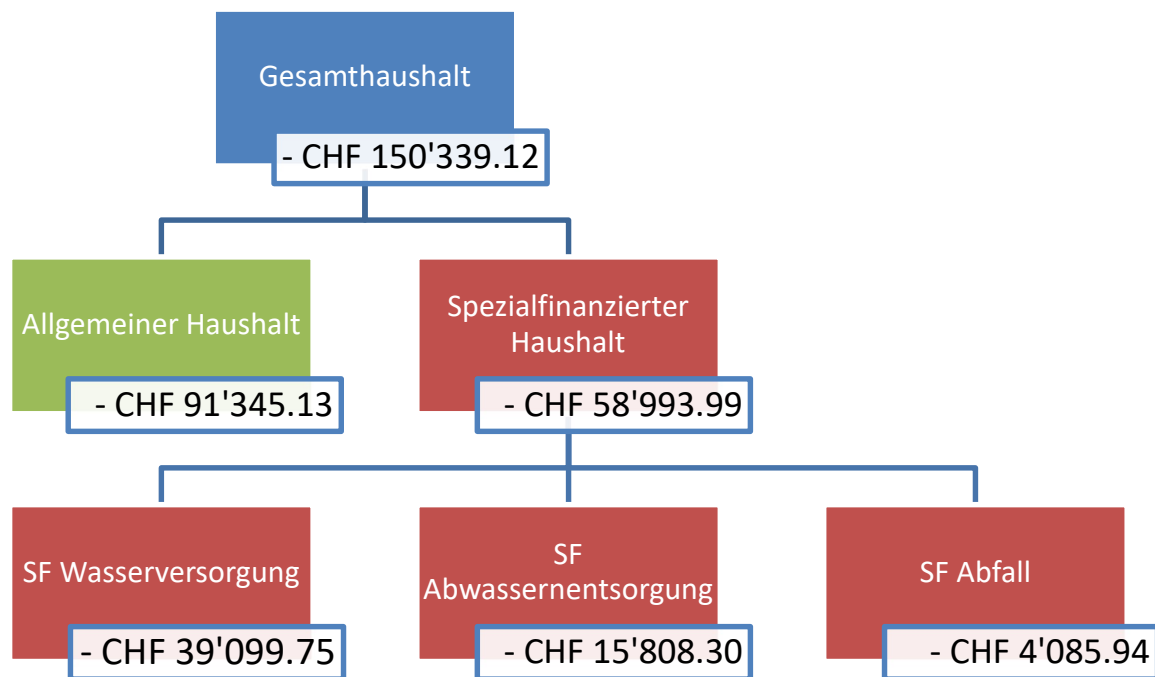 Gesamthaushalt
- CHF 150'339.12
Allgemeiner Haushalt
- CHF 91'345.13
Spezialfinanzierter
Haushalt
- CHF 58'993.99
SF Wasserversorgung
- CHF 39'099.75
SF
Abwassernentsorgung
- CHF 15'808.30
SF Abfall
- CHF 4'085.94